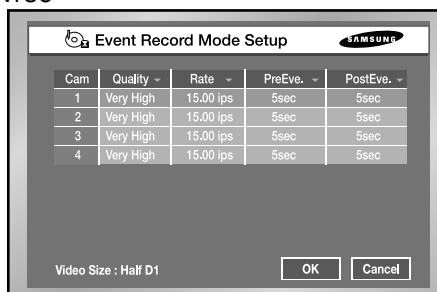 Event Record Mode Setup SAMSUNG
Cam Quality Rate PreEve. PostEve.
1 Very High 15.00 ips 5sec 5sec
2 Very High 15.00 ips 5sec 5sec
3 Very High 15.00 ips 5sec 5sec
4 Very High 15.00 ips 5sec 5sec
Video Size : Half D1 OK Cancel